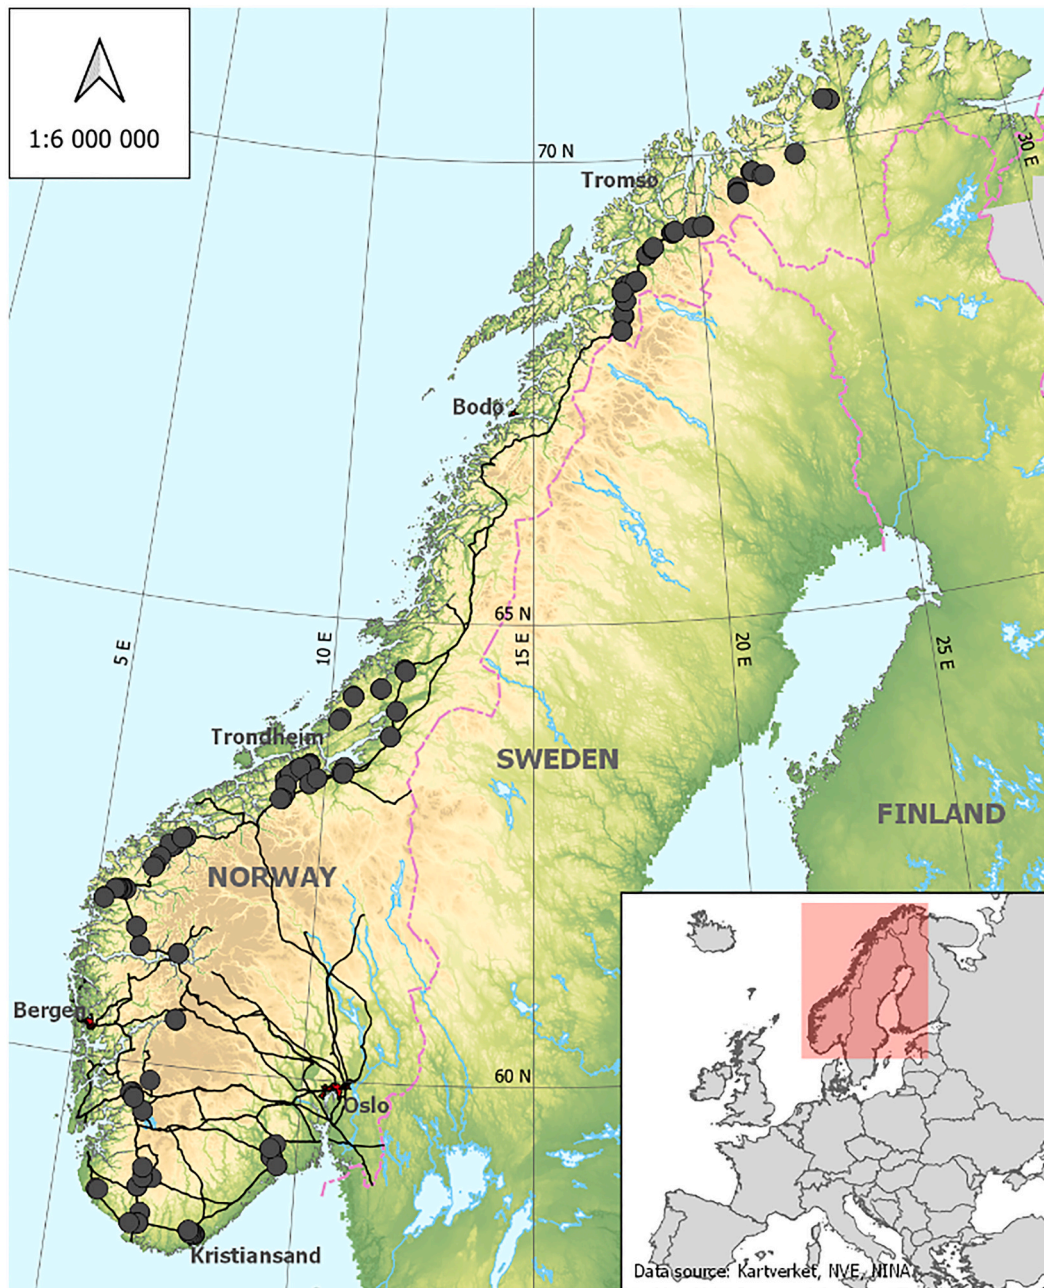 1:6 000 000
70 N
30 E
Tromsø
Bodø
65 N
5 E
10 E
15 E
20 E
25 E
Trondheim
SWEDEN
FINLAND
NORWAY
Bergen
60 N
Oslo
Kristiansand
Data source: Kartverket, NVE, NINA